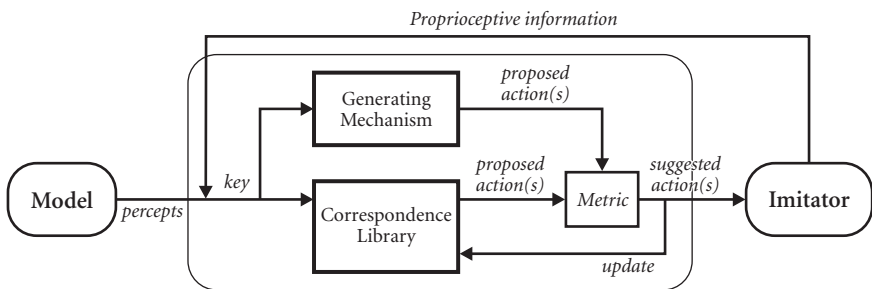 Proprioceptive information
proposed
action(s)
Generating
Mechanism
key
proposed
action(s)
suggested
action(s)
Model
Metric
Imitator
percepts
Correspondence
Library
update